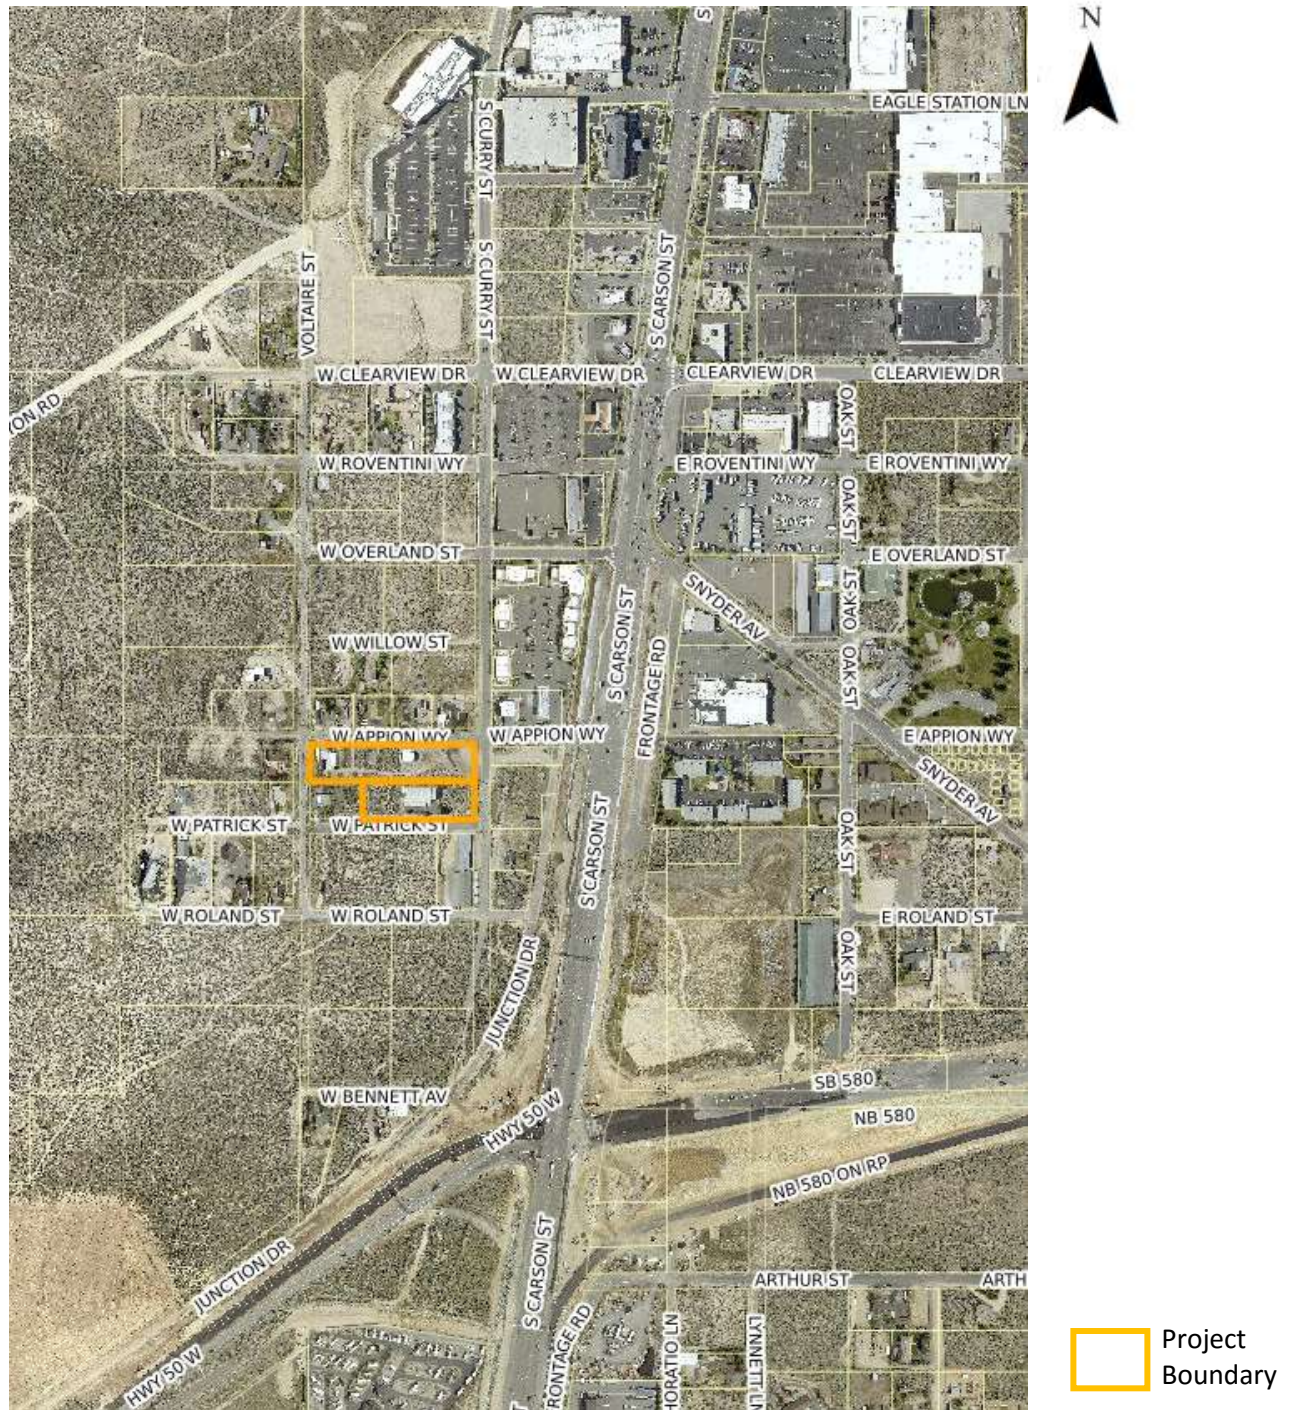 N
S
EAGLE STATION LN
S CURRY ST
S CURRY ST
S CARSON ST
VOLTAIRE ST
W CLEARVIEW DR
W CLEARVIEW DR
CLEARVIEW DR
CLEARVIEW DR
ON RD
OAK ST
W ROVENTINI WY
E ROVENTINI WY
E ROVENTINI WY
OAK ST
W OVERLAND ST
E OVERLAND ST
SNYDER AV
OAK ST
S CARSON ST
W WILLOW ST
FRONTAGE RD
OAK ST
W APPION WY
W APPION WY
E APPION WY
SNYDER AV
W PATRICK ST
W PATRICK ST
S CARSON ST
OAK ST
W ROLAND ST
W ROLAND ST
E ROLAND ST
OAK ST
JUNCTION DR
SB 580
W BENNETT AV
HWY 50 W
NB 580
NB 580 ON RP
JUNCTION DR
S CARSON ST
ARTHUR ST
ARTH
HWY 50 W
FRONTAGE RD
HORATIO LN
LYNNETT LN
T
Project
Boundary